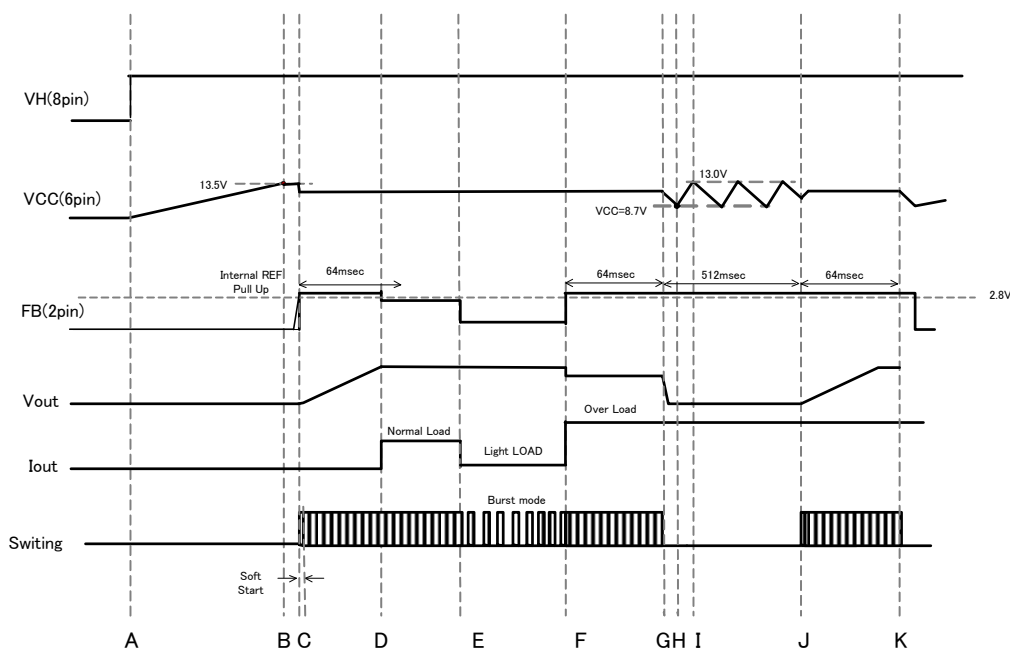 VH(8pin)
13.5V
13.0V
VCC(6pin)
VCC=8.7V
Internal REF
Pull Up
64msec
64msec
512msec
64msec
2.8V
FB(2pin)
Vout
Over Load
Normal Load
Light LOAD
Iout
Burst mode
Switing
Soft
Start
A B C D E F G H I J K